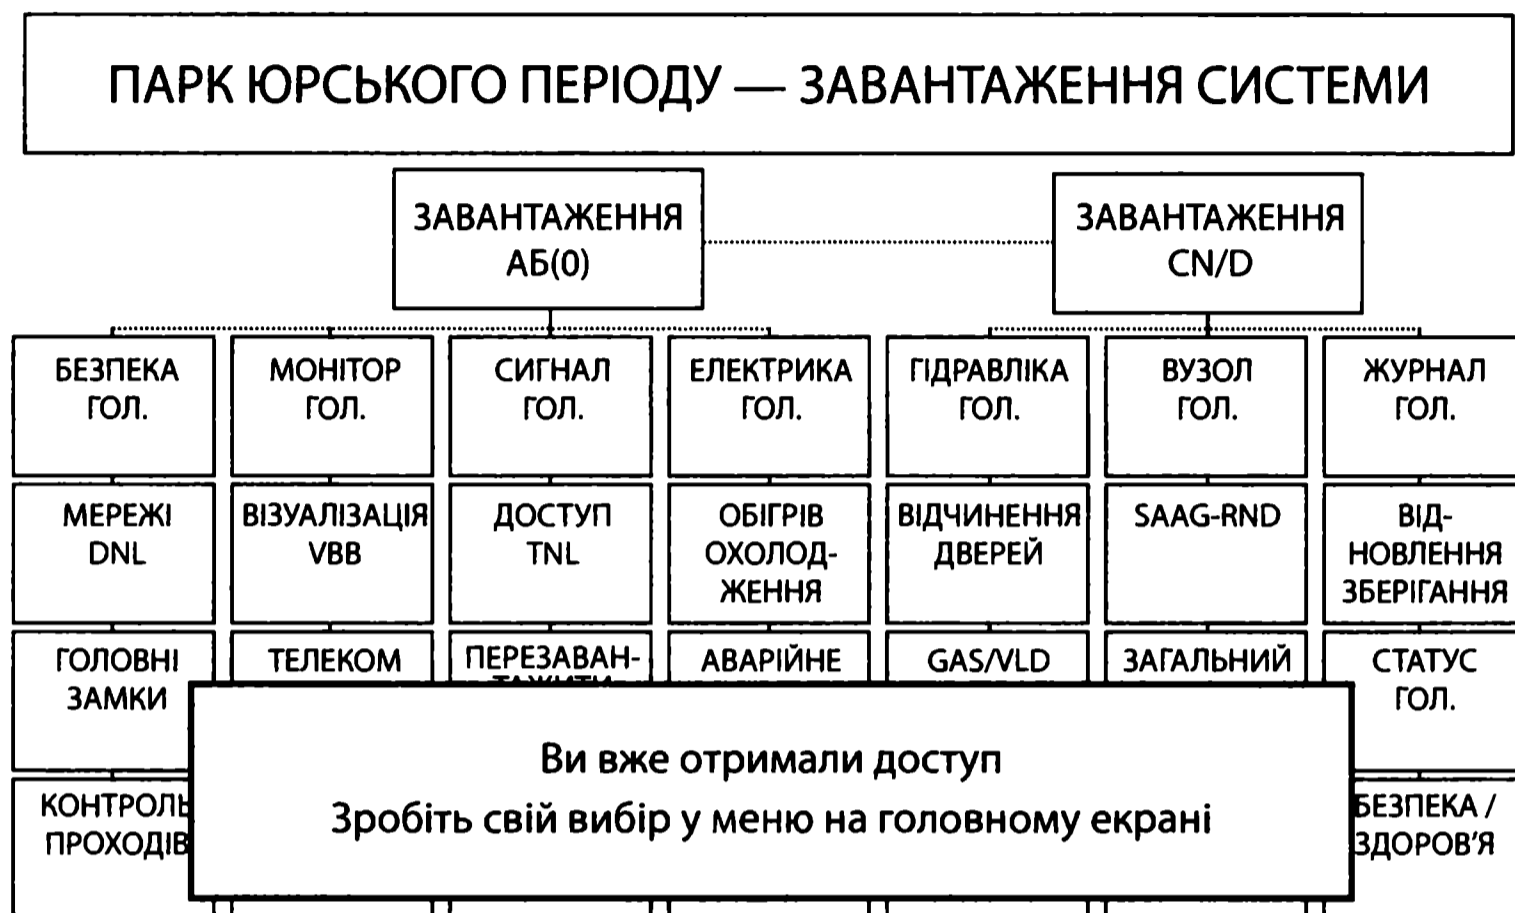 ПАРК ЮРСЬКОГО ПЕРІОДУ — ЗАВАНТАЖЕННЯ СИСТЕМИ
ЗАВАНТАЖЕННЯ
АБ(0)
ЗАВАНТАЖЕННЯ
CN/D
БЕЗПЕКА
ГОЛ.
МОНІТОР
ГОЛ.
СИГНАЛ
ГОЛ.
ЕЛЕКТРИКА
ГОЛ.
ГІДРАВЛІКА
ГОЛ.
ВУЗОЛ
ГОЛ.
ЖУРНАЛ
ГОЛ.
МЕРЕЖІ
DNL
ВІЗУАЛІЗАЦІЯ
VBB
ДОСТУП
TNL
ОБІГРІВ
ОХОЛОД-
ЖЕННЯ
ВІДЧИНЕННЯ
ДВЕРЕЙ
SAAG-RND
ВІД-
НОВЛЕННЯ
ЗБЕРІГАННЯ
ГОЛОВНІ
ЗАМКИ
ТЕЛЕКОМ
ПЕРЕЗАВАН-
ТАЖИТИ
АВАРІЙНЕ
GAS/VLD
ЗАГАЛЬНИЙ
СТАТУС
ГОЛ.
Ви вже отримали доступ
Зробіть свій вибір у меню на головному екрані
КОНТРОЛЬ
ПРОХОДІВ
БЕЗПЕКА /
ЗДОРОВ'Я